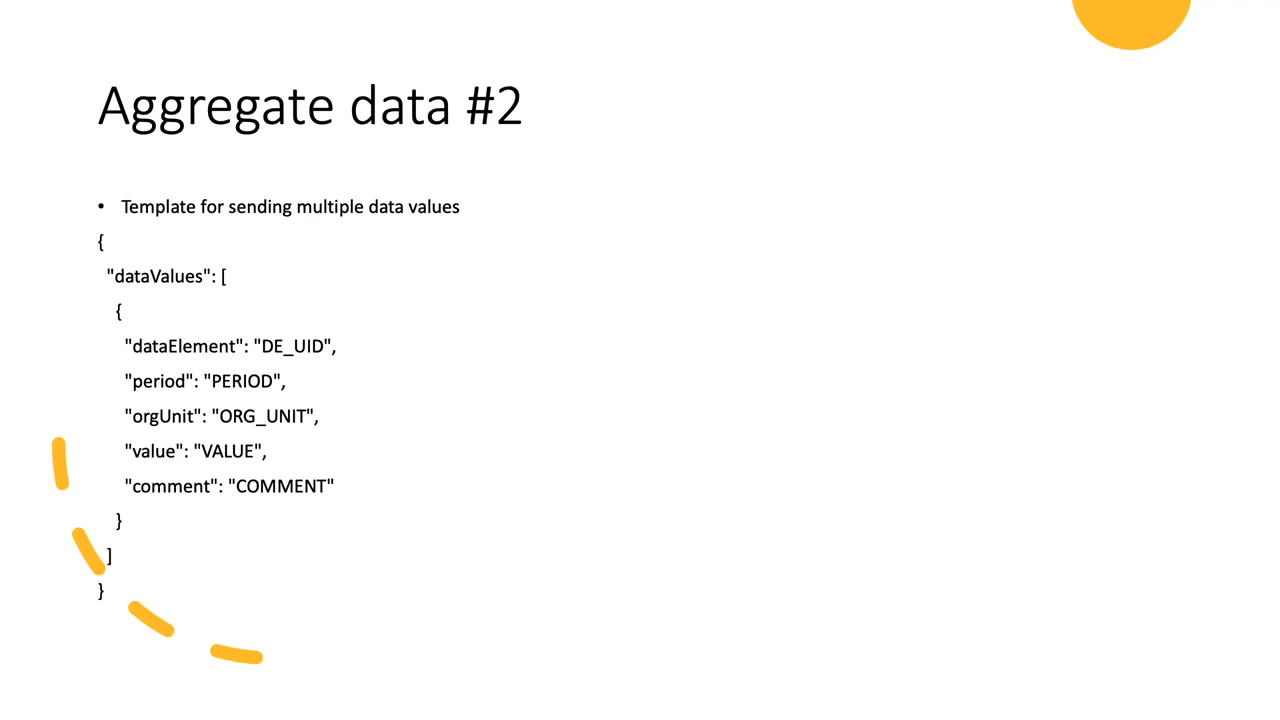 Aggregate data #2
• Template for sending multiple data values
{
"dataValues": [
{
"dataElement": "DE_UID",
"period": "PERIOD",
"orgUnit": "ORG_UNIT",
"value": "VALUE",
"comment": "COMMENT"
}
]
}